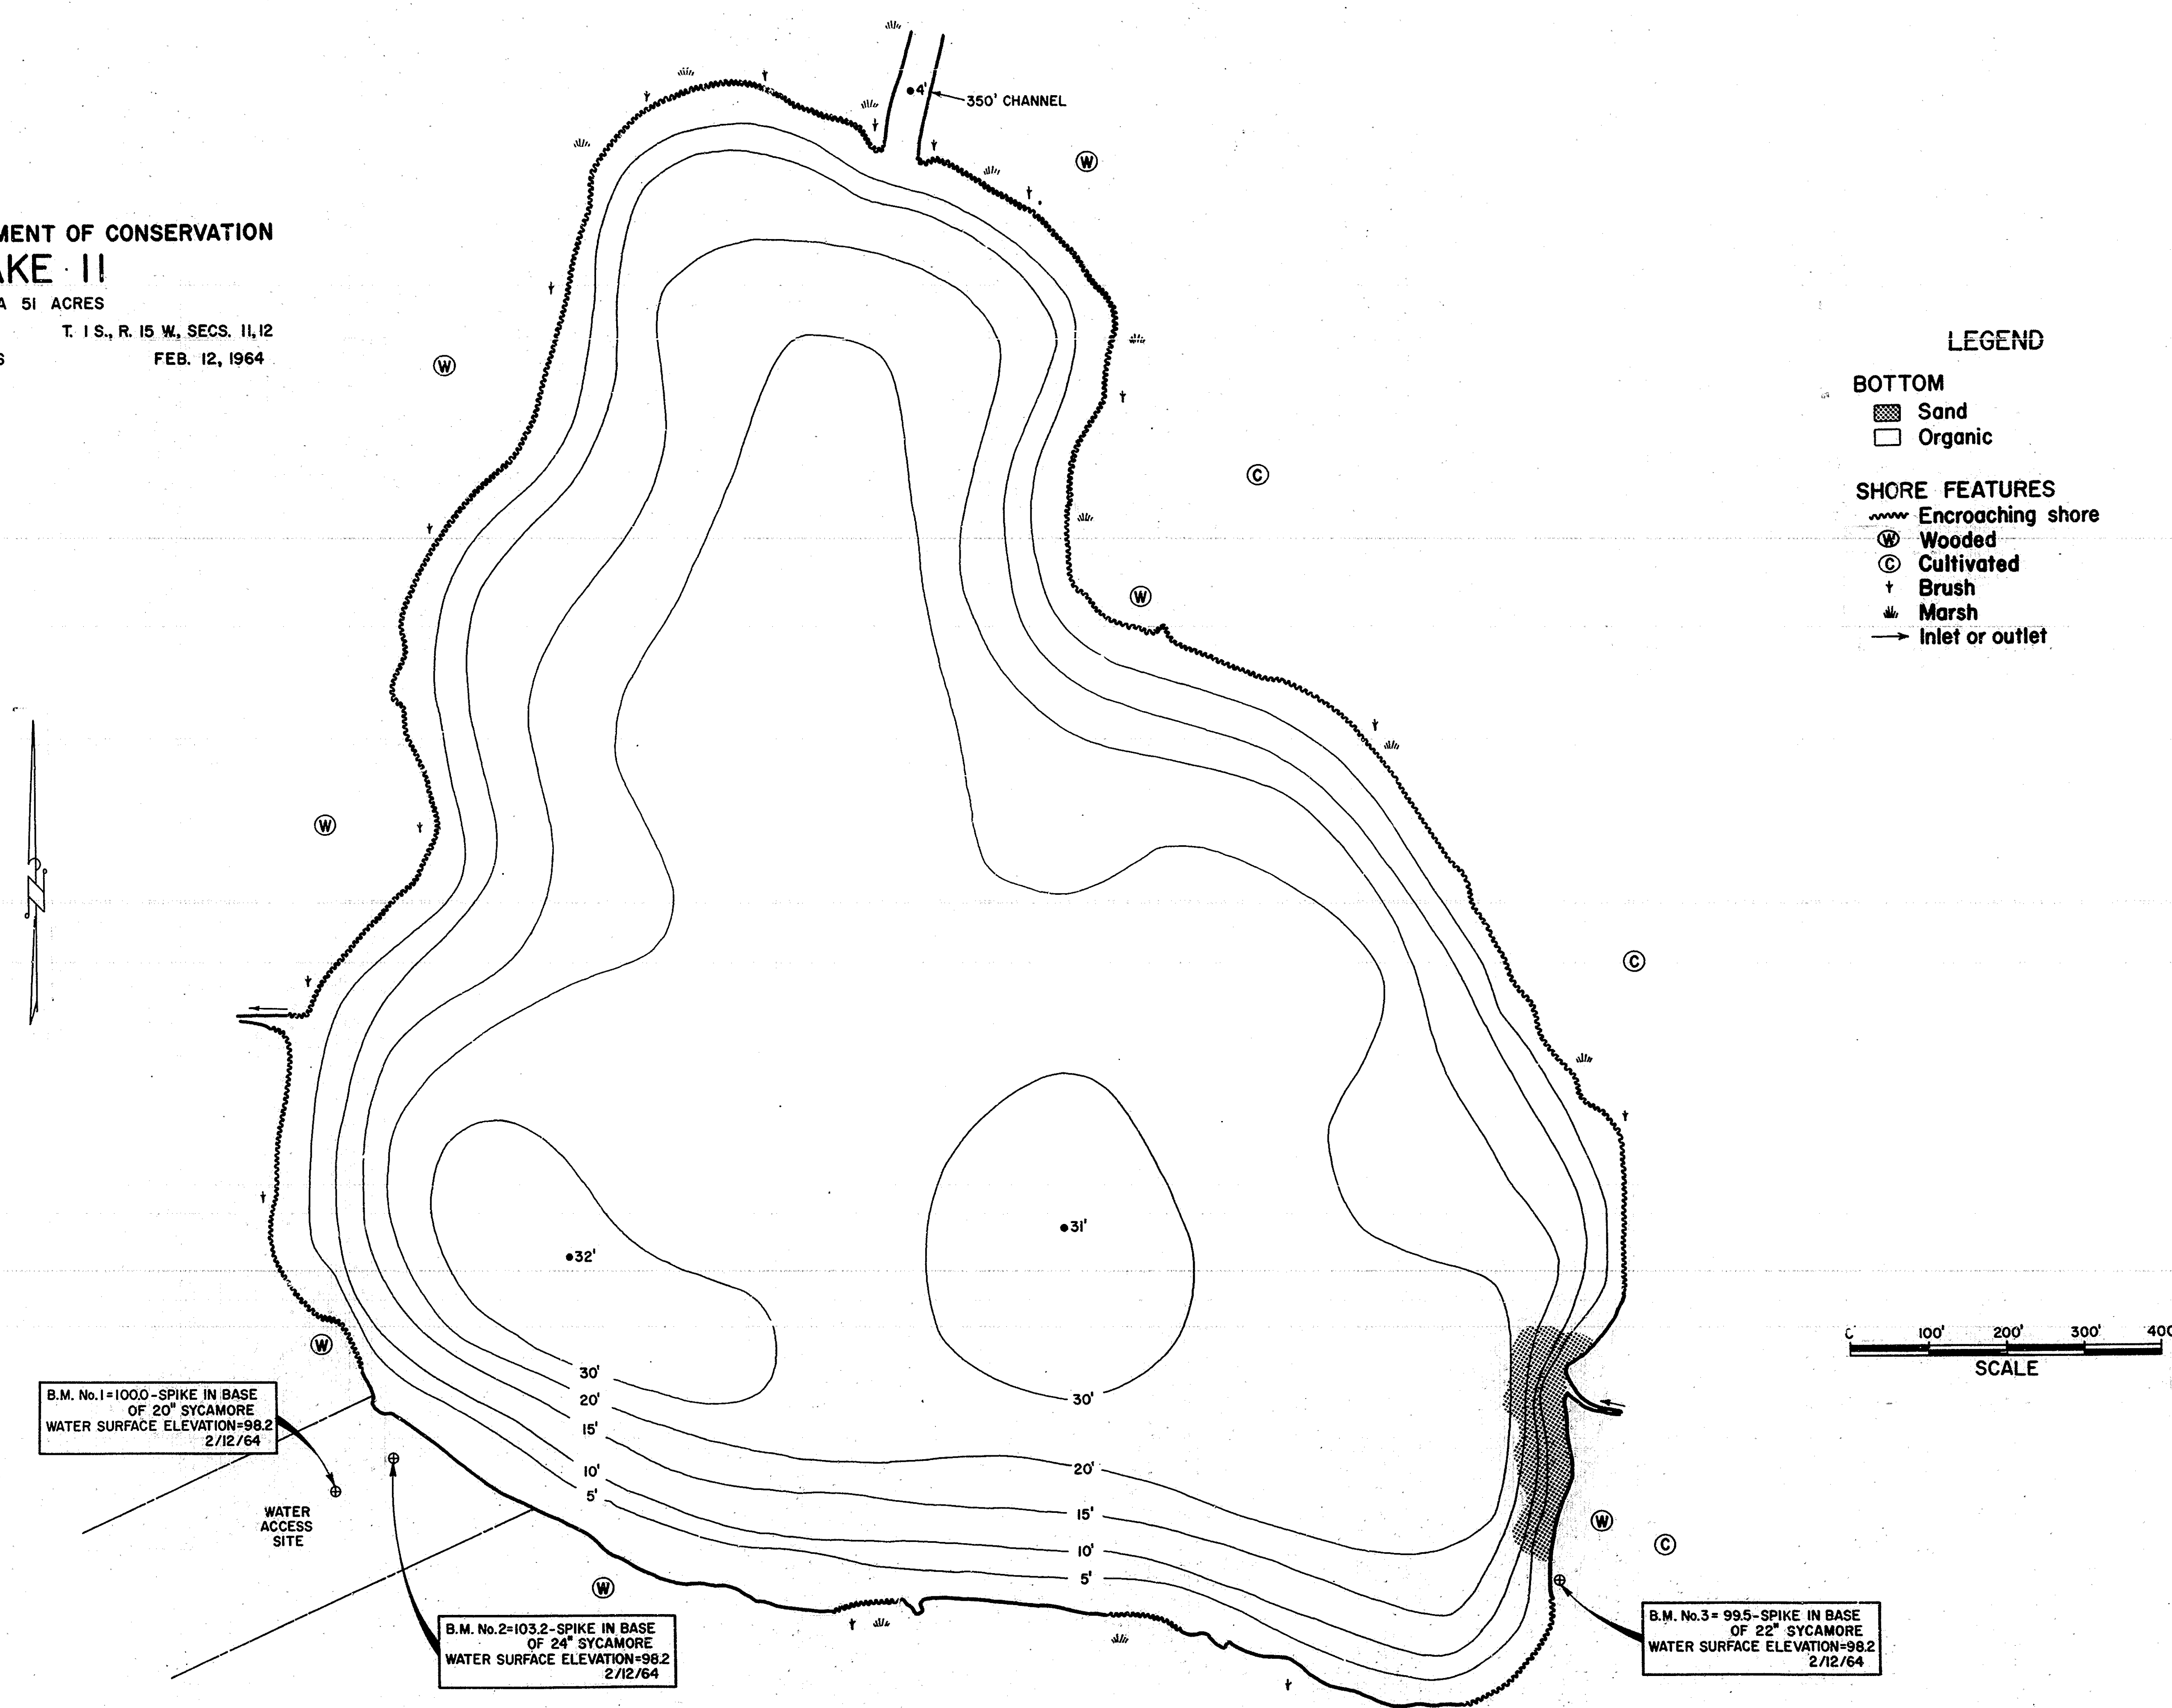 4'
350' CHANNEL
W
MENT OF CONSERVATION
AKE II
A 51 ACRES
T. 1 S., R. 15 W., SECS. 11,12
S
FEB. 12, 1964
LEGEND
BOTTOM
Sand
Organic
SHORE FEATURES
Encroaching shore
W Wooded
C Cultivated
Brush
Marsh
Inlet or outlet
W
C
W
W
C
N
32'
31'
W
30'
20'
15'
10'
5'
30'
20'
15'
10'
5'
100' 200' 300' 400
SCALE
B.M. No.1=100.0-SPIKE IN BASE
OF 20" SYCAMORE
WATER SURFACE ELEVATION=98.2
2/12/64
WATER
ACCESS
SITE
W
C
W
B.M. No.2=103.2-SPIKE IN BASE
OF 24" SYCAMORE
WATER SURFACE ELEVATION=98.2
2/12/64
B.M. No.3= 99.5-SPIKE IN BASE
OF 22" SYCAMORE
WATER SURFACE ELEVATION=98.2
2/12/64